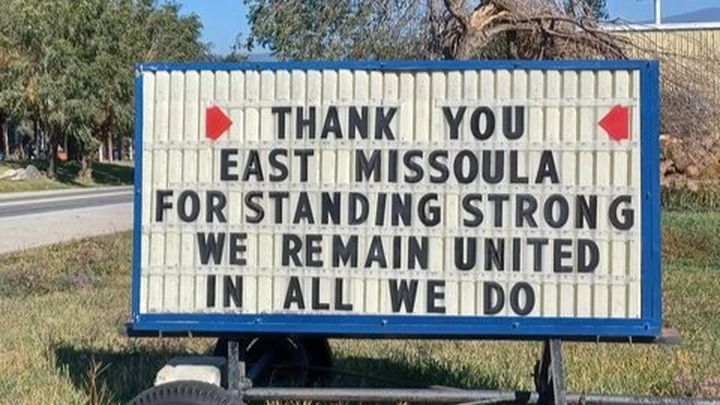 THANK YOU
EAST MISSOULA
FOR STANDING STRONG
WE REMAIN UNITED
IN ALL WE DO